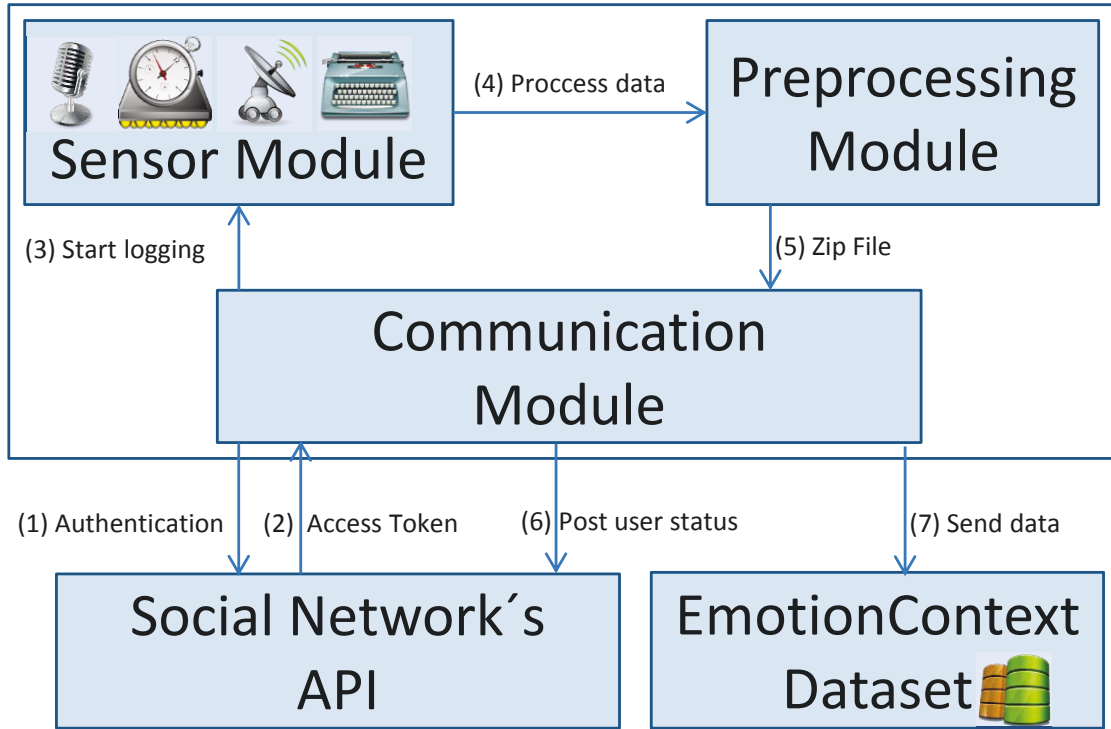 (4) Proccess data
Preprocessing
Module
Sensor Module
(3) Start logging
(5) Zip File
Communication
Module
(1) Authentication
(2) Access Token
(6) Post user status
(7) Send data
Social Network´s
API
EmotionContext
Dataset